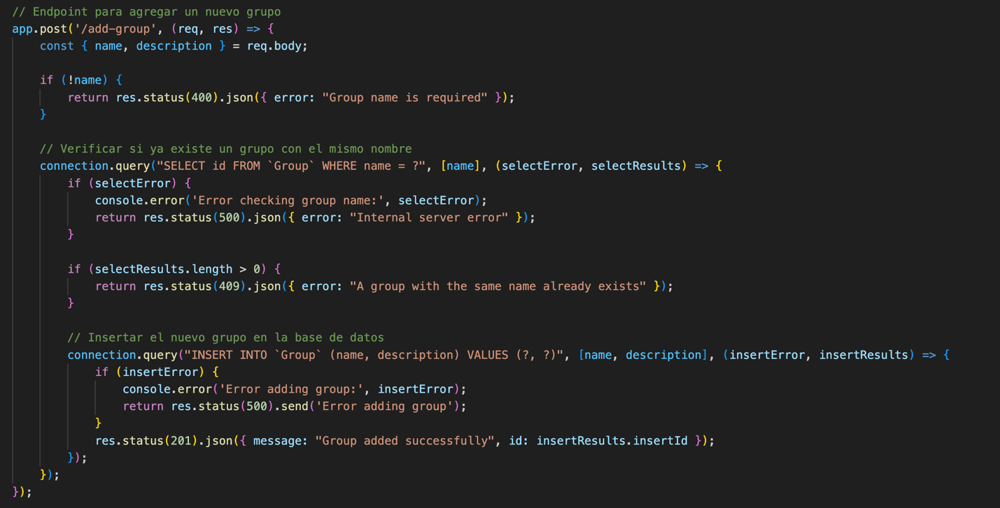 // Endpoint para agregar un nuevo grupo
app.post('/add-group', (req, res) => {
    const { name, description } = req.body;

    if (!name) {
        return res.status(400).json({ error: "Group name is required" });
    }

    // Verificar si ya existe un grupo con el mismo nombre
    connection.query("SELECT id FROM `Group` WHERE name = ?", [name], (selectError, selectResults) => {
        if (selectError) {
            console.error('Error checking group name:', selectError);
            return res.status(500).json({ error: "Internal server error" });
        }

        if (selectResults.length > 0) {
            return res.status(409).json({ error: "A group with the same name already exists" });
        }

        // Insertar el nuevo grupo en la base de datos
        connection.query("INSERT INTO `Group` (name, description) VALUES (?, ?)", [name, description], (insertError, insertResults) => {
            if (insertError) {
                console.error('Error adding group:', insertError);
                return res.status(500).send('Error adding group');
            }
            res.status(201).json({ message: "Group added successfully", id: insertResults.insertId });
        });
    });
});